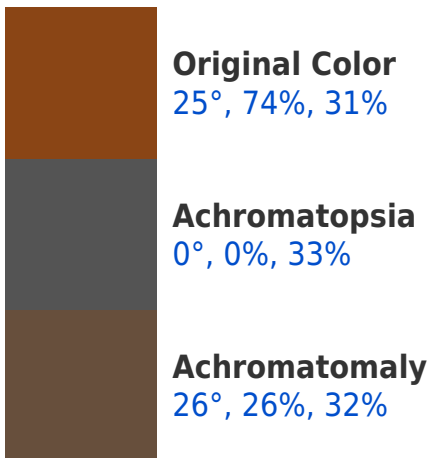 Original Color
25°, 74%, 31%
Achromatopsia
0°, 0%, 33%
Achromatomaly
26°, 26%, 32%